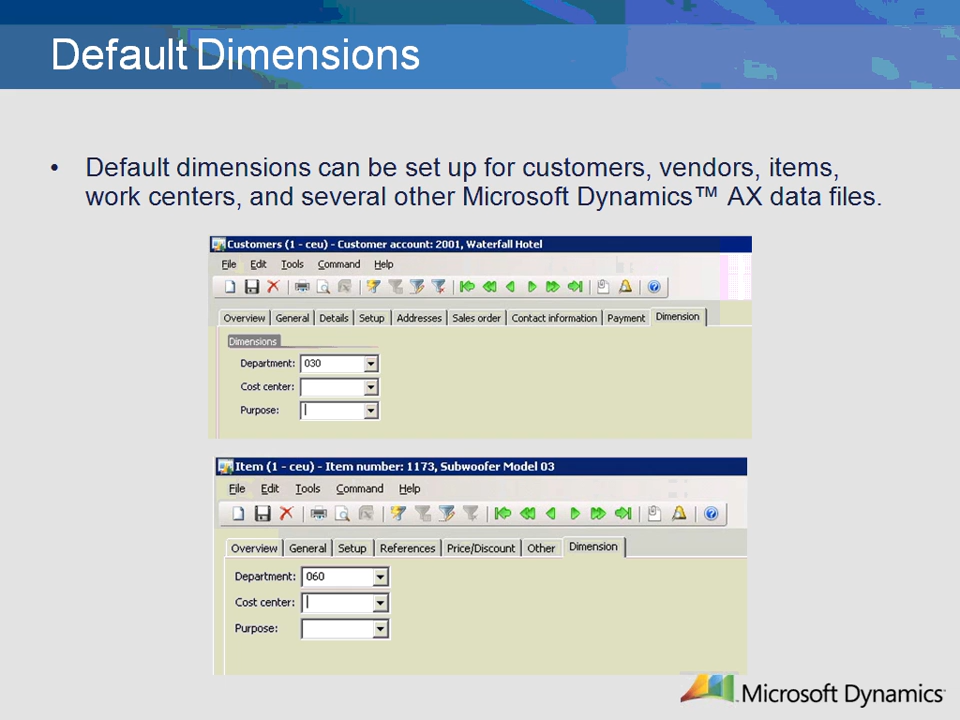 Default Dimensions
• Default dimensions can be set up for customers, vendors, items,
work centers, and several other Microsoft Dynamics™ AX data files.
Customers (1 - ceu) - Customer account: 2001, Waterfall Hotel
File Edit Tools Command Help
Overview General Details Setup Addresses Sales order Contact information Payment Dimension
Dimensions
Department: 030
Cost center:
Purpose:
Item (1 - ceu) - Item number: 1173, Subwoofer Model 03
File Edit Tools Command Help
Overview General Setup References Price/Discount Other Dimension
Department: 060
Cost center:
Purpose:
Microsoft Dynamics